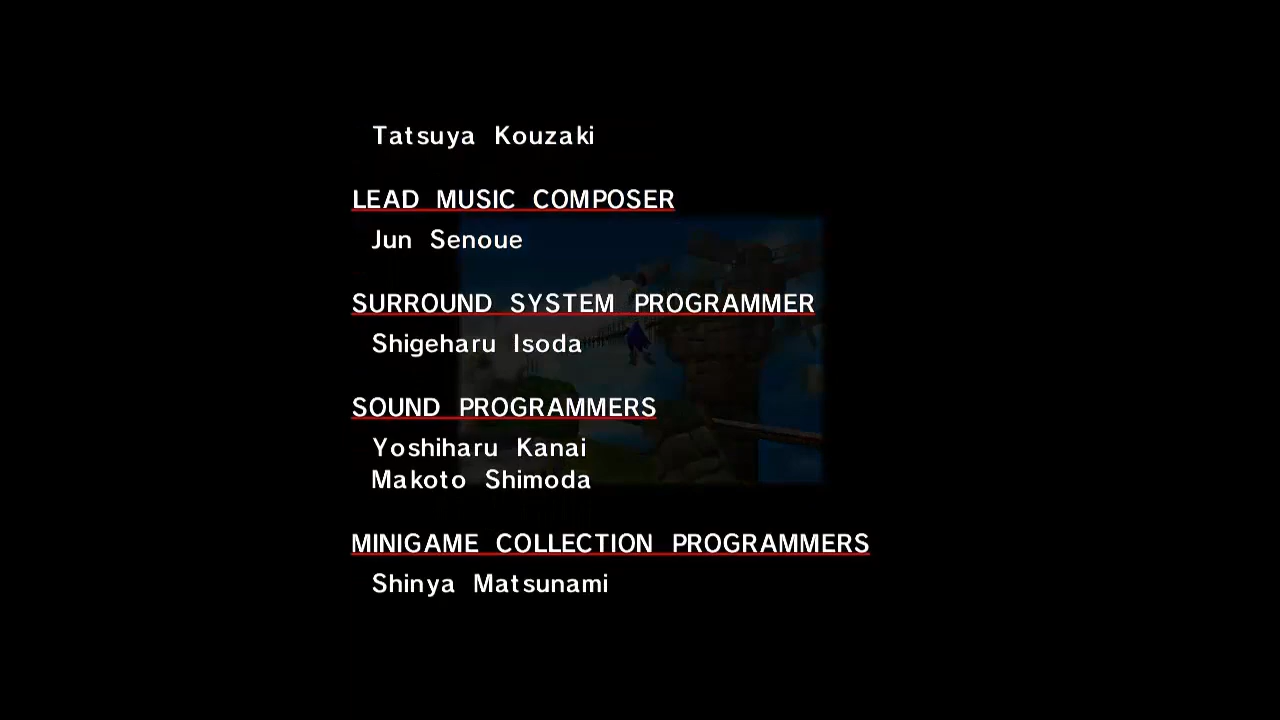 Tatsuya Kouzaki
LEAD MUSIC COMPOSER
Jun Senoue
SURROUND SYSTEM PROGRAMMER
Shigeharu Isoda
SOUND PROGRAMMERS
Yoshiharu Kanai
Makoto Shimoda
MINIGAME COLLECTION PROGRAMMERS
Shinya Matsunami